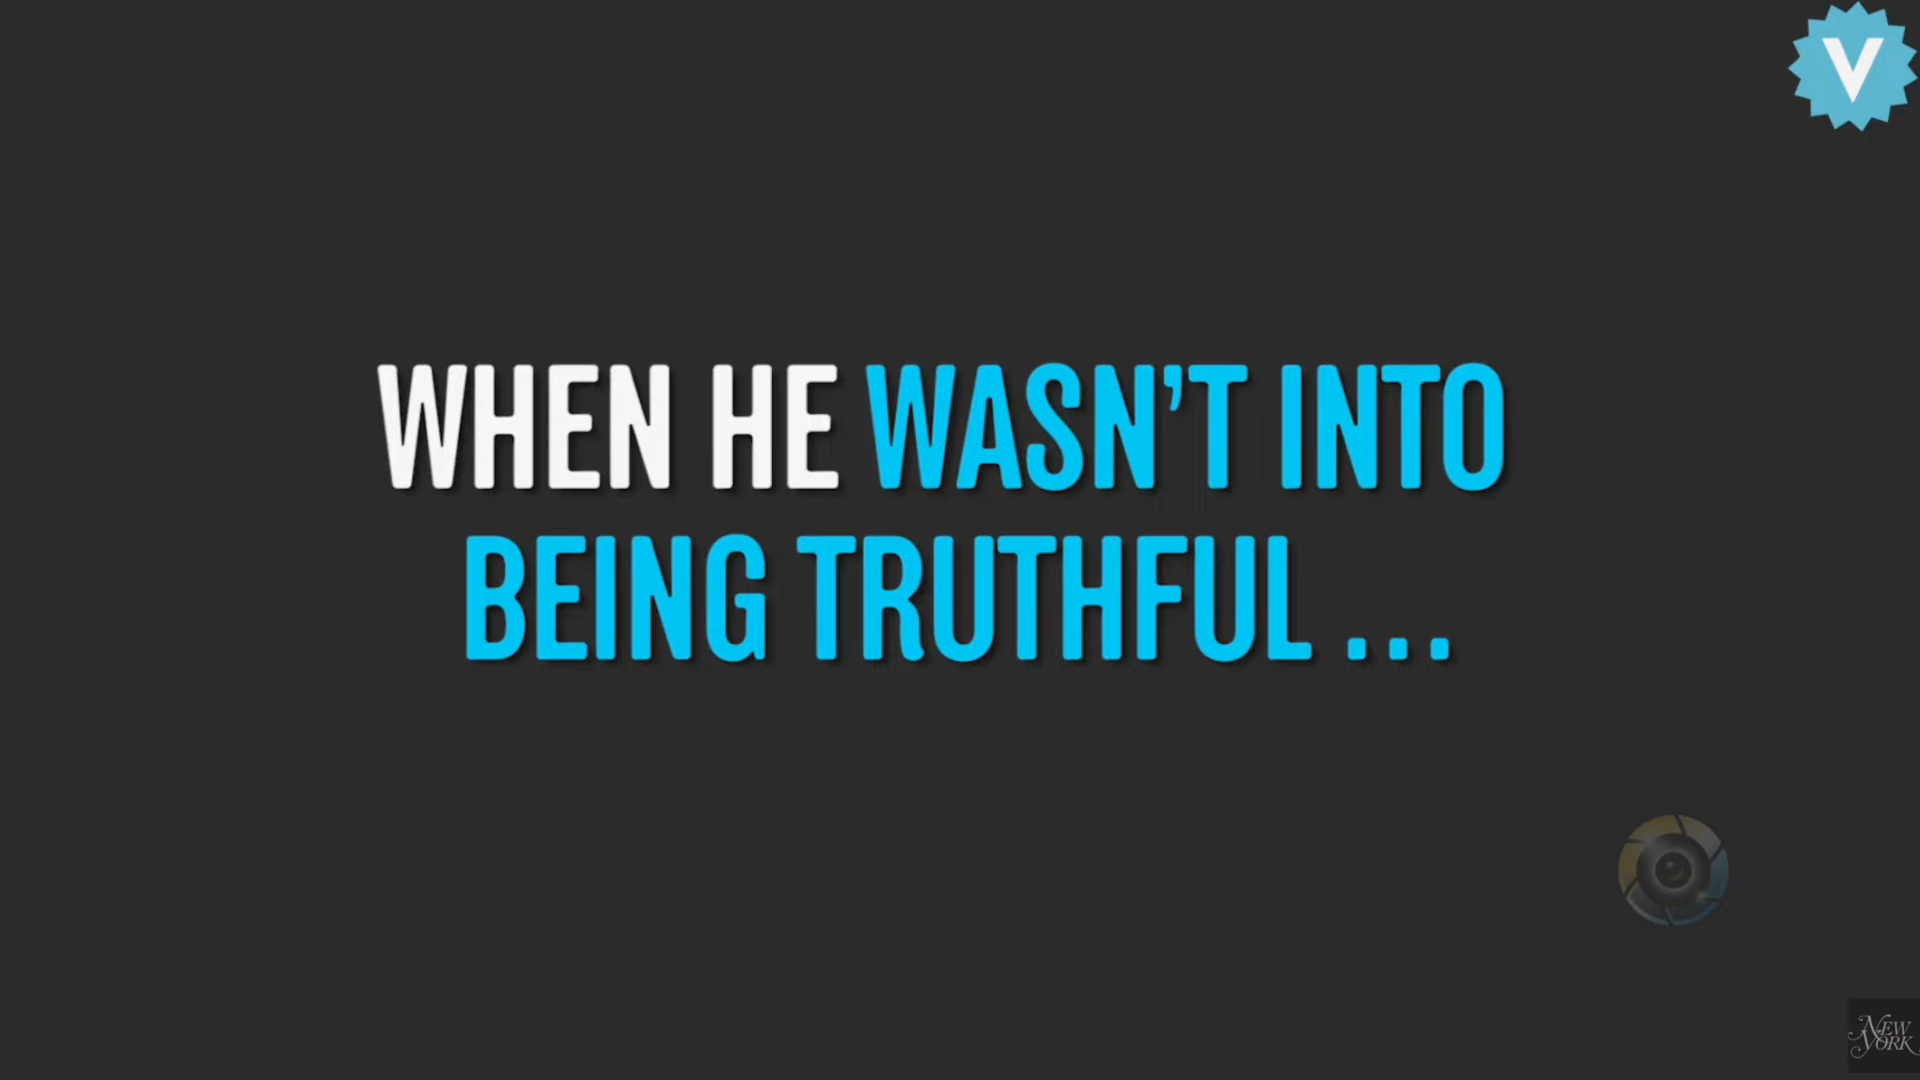 V
WHEN HE WASN'T INTO
BEING TRUTHFUL ...
NEW
YORK